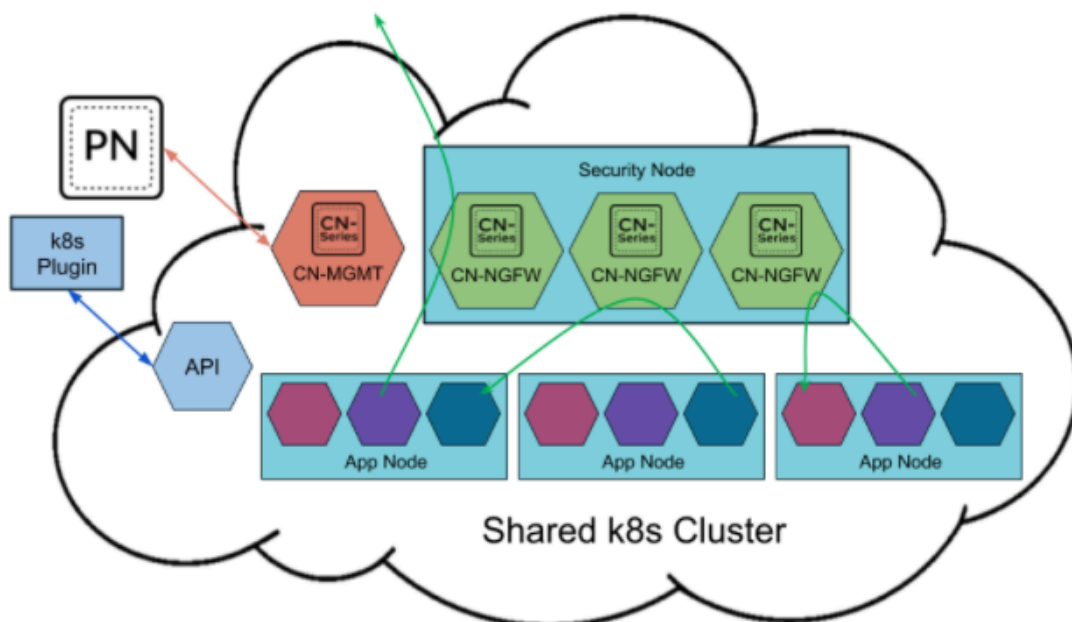 PN
k8s
Plugin
API
CN-
Series
CN-MGMT
Security Node
CN-
Series
CN-NGFW
CN-
Series
CN-NGFW
CN-
Series
CN-NGFW
App Node
App Node
App Node
Shared k8s Cluster